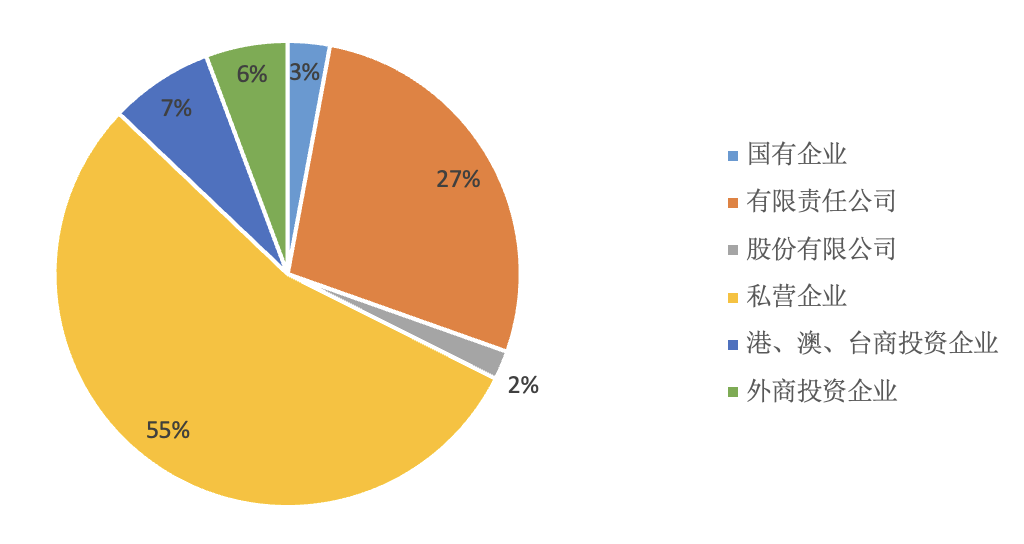 6%
3%
7%
27%
2%
55%
国有企业
有限责任公司
股份有限公司
私营企业
港、澳、台商投资企业
外商投资企业